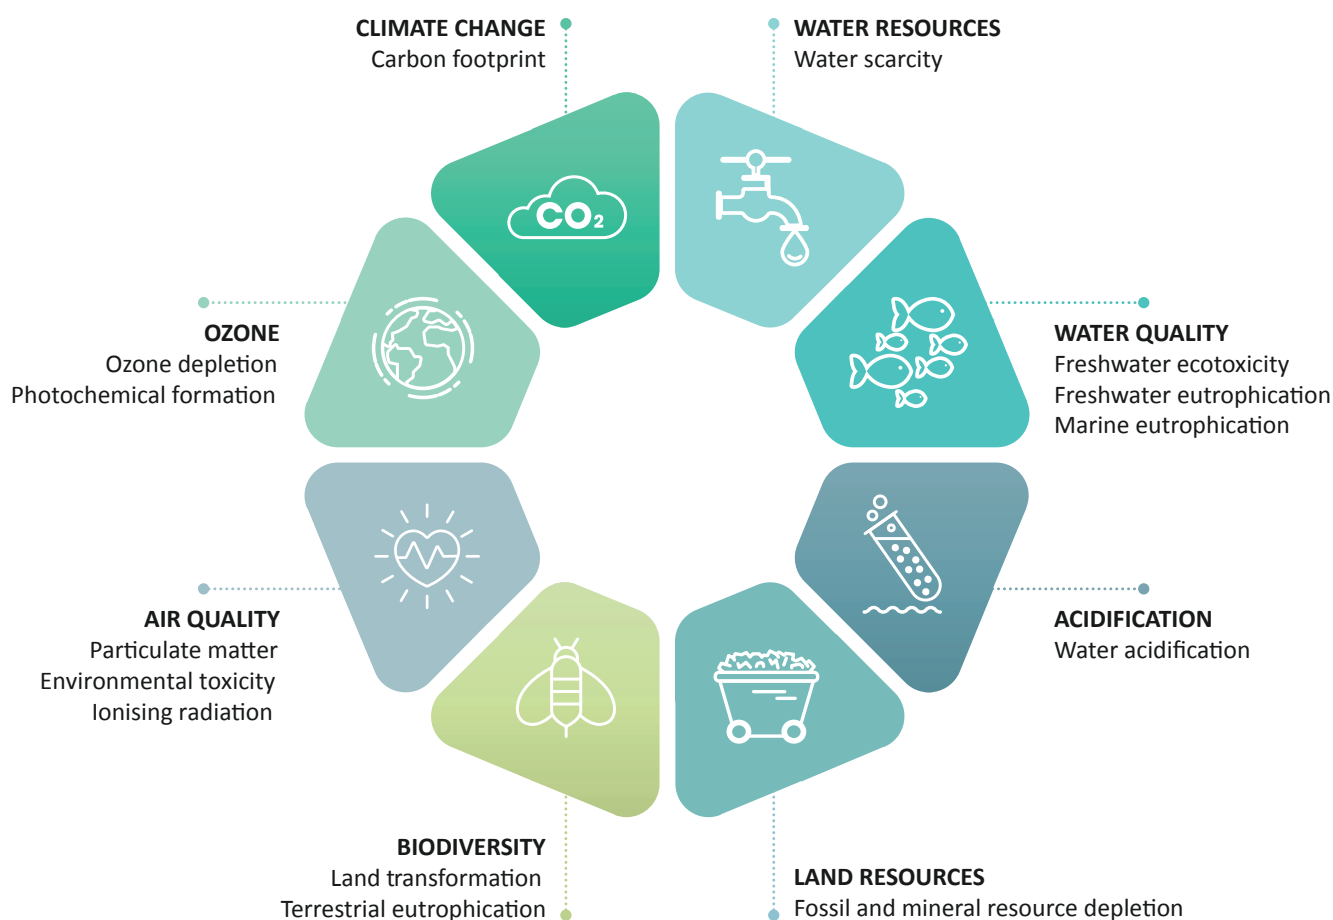 CLIMATE CHANGE
Carbon footprint
WATER RESOURCES
Water scarcity
CO₂
OZONE
Ozone depletion
Photochemical formation
WATER QUALITY
Freshwater ecotoxicity
Freshwater eutrophication
Marine eutrophication
AIR QUALITY
Particulate matter
Environmental toxicity
Ionising radiation
ACIDIFICATION
Water acidification
BIODIVERSITY
Land transformation
Terrestrial eutrophication
LAND RESOURCES
Fossil and mineral resource depletion